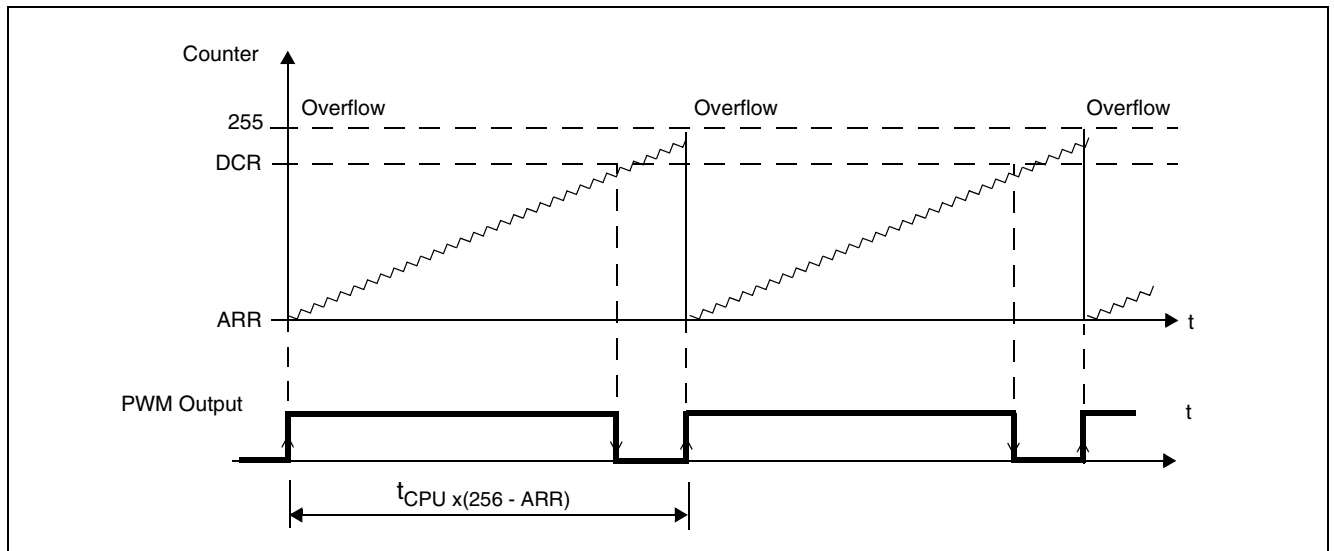 Counter
Overflow Overflow Overflow
255
DCR
ARR
t
PWM Output
t
tCPU x(256 - ARR)